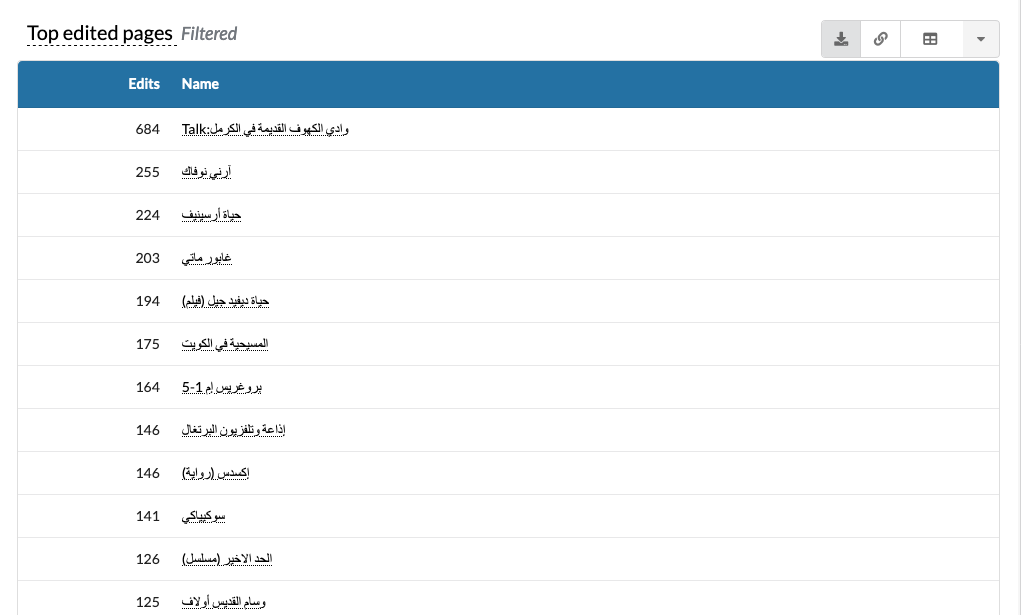 Top edited pages Filtered
Edits Name
684 Talk:وادي الكهوف القديمة في الكرمل
255 آرني نوفاك
224 حياة أرسينيف
203 غابور ماتي
194 حياة ديفيد جيل (فيلم)
175 المسيحية في الكويت
164 بروغريس إم 1-5
146 إذاعة وتلفزيون البرتغال
146 إكسدس (رواية)
141 سوكيياكي
126 الحد الاخير (مسلسل)
125 وسام القديس أولاف